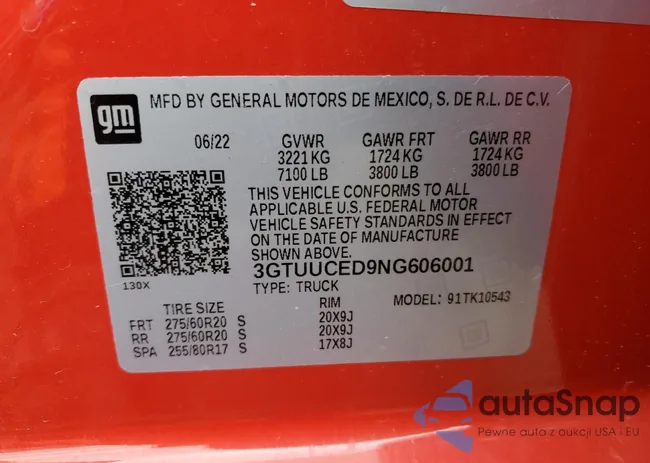 gm
MFD BY GENERAL MOTORS DE MEXICO, S. DE R.L. DE C.V.
06/22 GVWR GAWR FRT GAWR RR
3221 KG 1724 KG 1724 KG
7100 LB 3800 LB 3800 LB
THIS VEHICLE CONFORMS TO ALL
APPLICABLE U.S. FEDERAL MOTOR
VEHICLE SAFETY STANDARDS IN EFFECT
ON THE DATE OF MANUFACTURE
SHOWN ABOVE.
3GTUUCED9NG606001
130X
TYPE: TRUCK MODEL: 91TK10543
TIRE SIZE RIM
FRT 275/60R20 S 20X9J
RR 275/60R20 S 20X9J
SPA 255/80R17 S 17X8J
autoSnap
Pewne auto z aukcji USA - EU